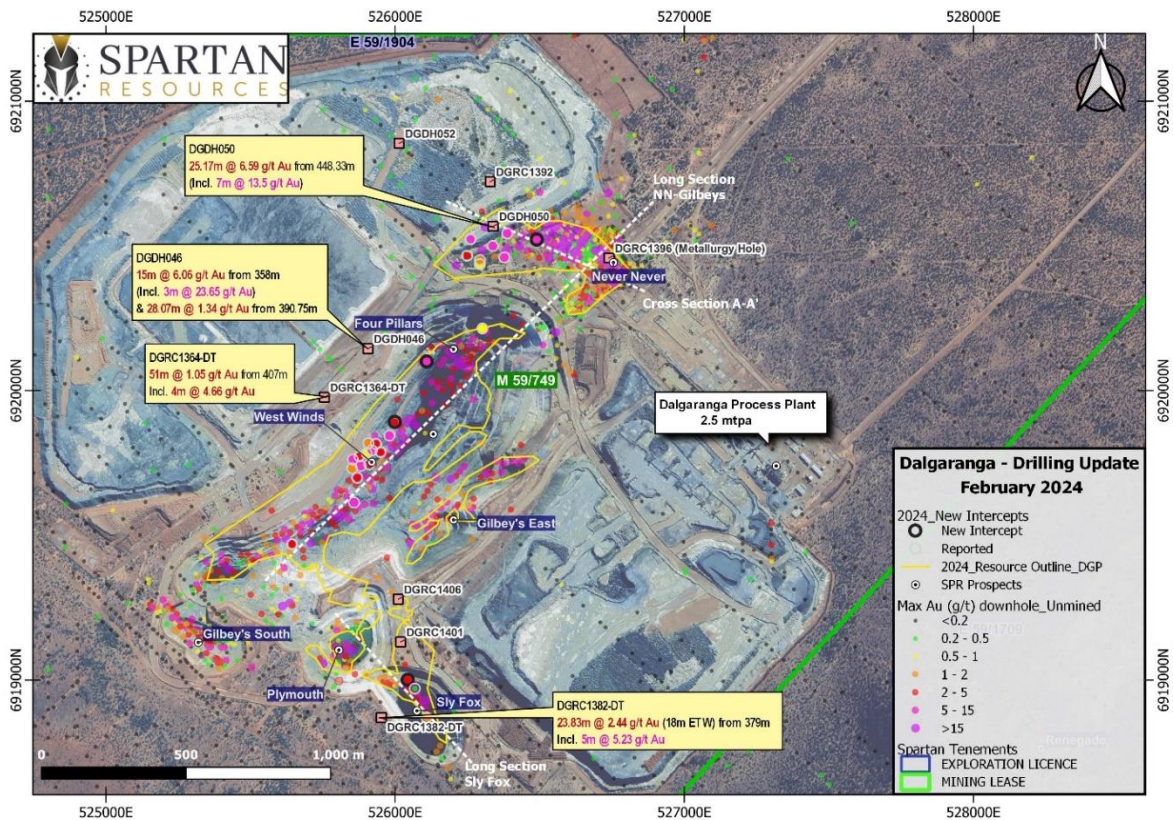 525000E
526000E
527000E
528000E
SPARTAN
RESOURCES
E 59/1904
N
6921000N
6921000N
DGDH052
DGDH050
25.17m @ 6.59 g/t Au from 448.33m
(Incl. 7m @ 13.5 g/t Au)
DGRC1392
Long Section
NN-Gilbeys
DGDH050
DGRC1396 (Metallurgy Hole)
Never Never
Cross Section A-A'
DGDH046
15m @ 6.06 g/t Au from 358m
(Incl. 3m @ 23.65 g/t Au)
& 28.07m @ 1.34 g/t Au from 390.75m
Four Pillars
DGDH046
DGRC1364-DT
51m @ 1.05 g/t Au from 407m
Incl. 4m @ 4.66 g/t Au
DGRC1364-DT
M 59/749
6920000N
6920000N
West Winds
Dalgaranga Process Plant
2.5 mtpa
Gilbey's East
DGRC1406
DGRC1401
Gilbey's South
Plymouth
Sly Fox
DGRC1382-DT
DGRC1382-DT
23.83m @ 2.44 g/t Au (18m ETW) from 379m
Incl. 5m @ 5.23 g/t Au
Long Section
Sly Fox
6919000N
6919000N
0 500 1,000 m
Dalgaranga - Drilling Update
February 2024
2024_New Intercepts
New Intercept
Reported
2024_Resource Outline_DGP
SPR Prospects
Max Au (g/t) downhole_Unmined
<0.2
0.2 - 0.5
0.5 - 1
1 - 2
2 - 5
5 - 15
>15
Renegade
Spartan Tenements
EXPLORATION LICENCE
MINING LEASE
525000E
526000E
527000E
528000E